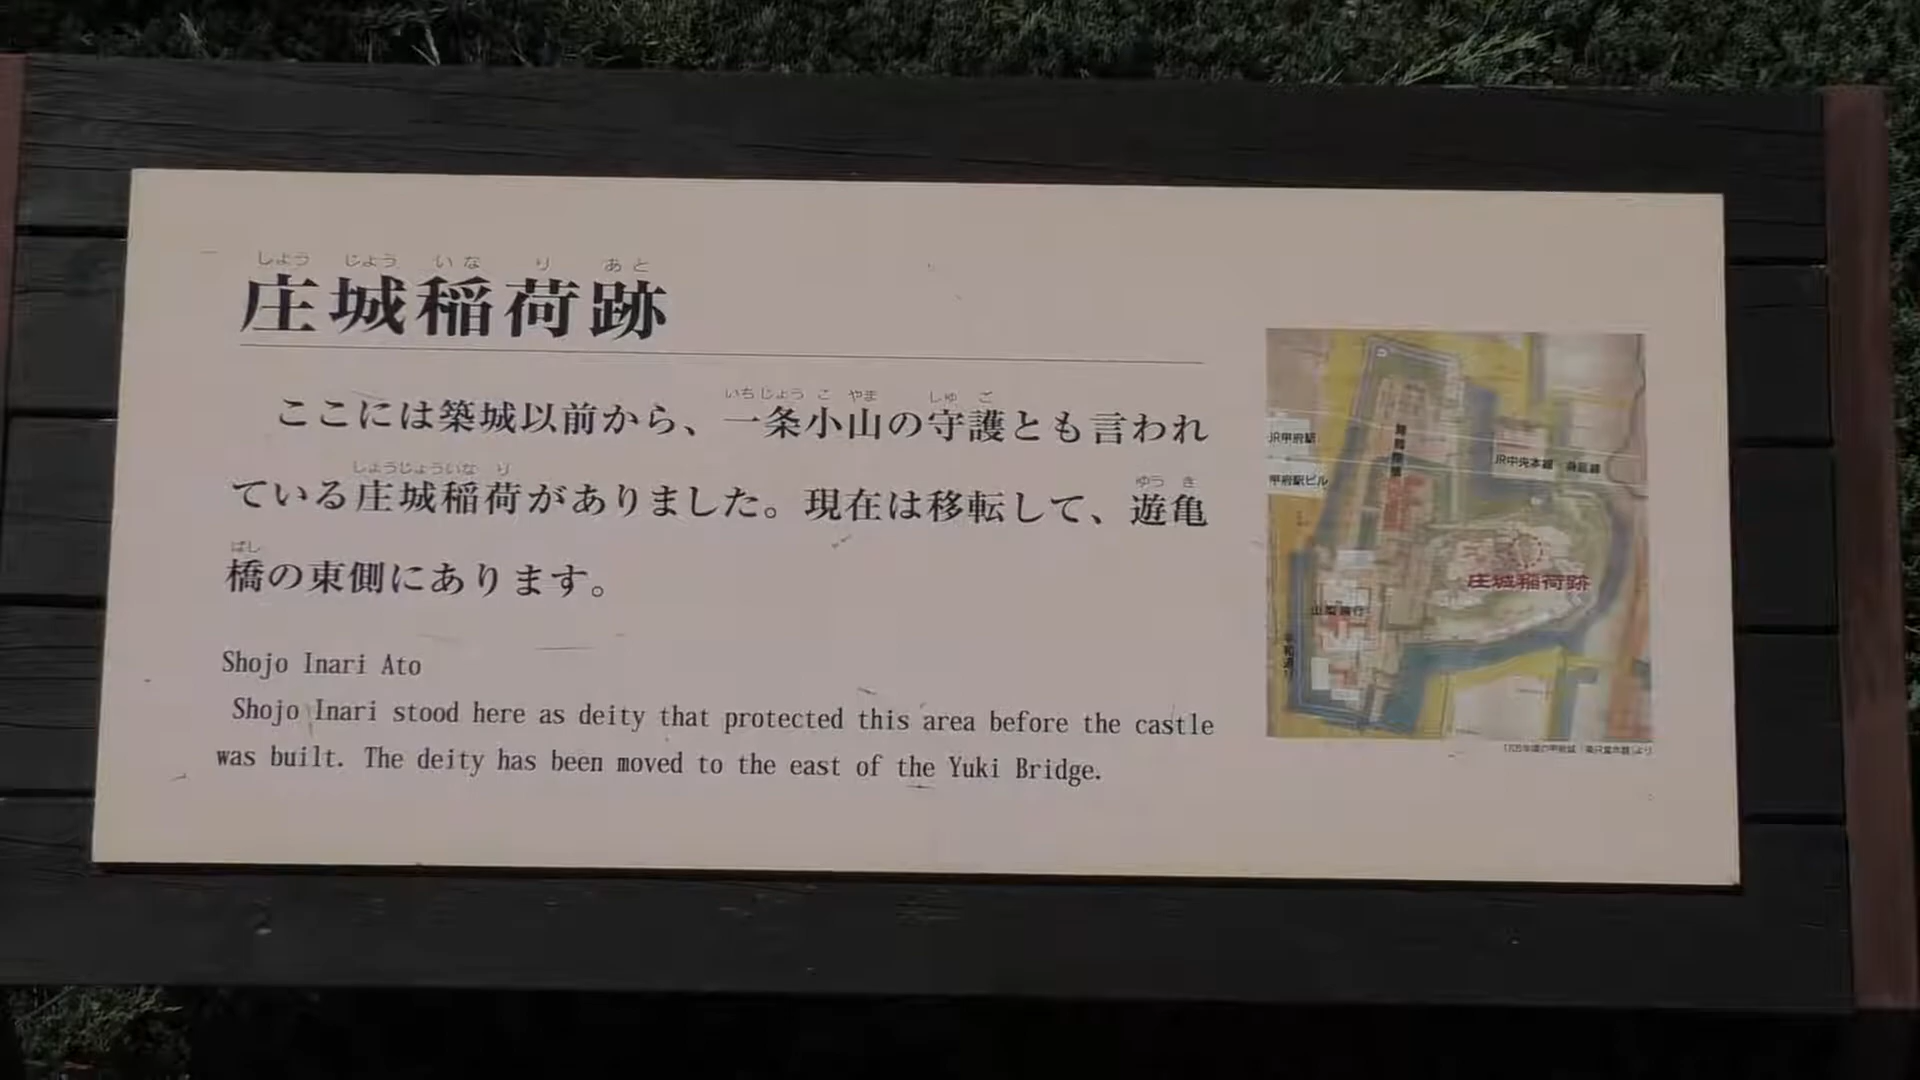 しょう じょう いな り あと
庄城稲荷跡
いちじょう こ やま しゅ ご
ここには築城以前から、一条小山の守護とも言われ
しょうじょういな り ゆう き
ている庄城稲荷がありました。現在は移転して、遊亀
ばし
橋の東側にあります。
Shojo Inari Ato
Shojo Inari stood here as deity that protected this area before the castle
was built. The deity has been moved to the east of the Yuki Bridge.
JR甲府駅
JR中央本線
甲府駅ビル
庄城稲荷跡